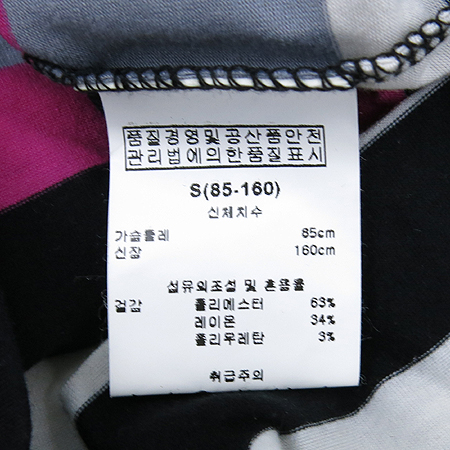 품질경영및공산품안전
관리법에의한품질표시
S(85-160)
신체치수
가슴둘레 85cm
신장 160cm
섬유의조성 및 혼용률
겉감 폴리에스터 63%
레이온 34%
폴리우레탄 3%
취급주의